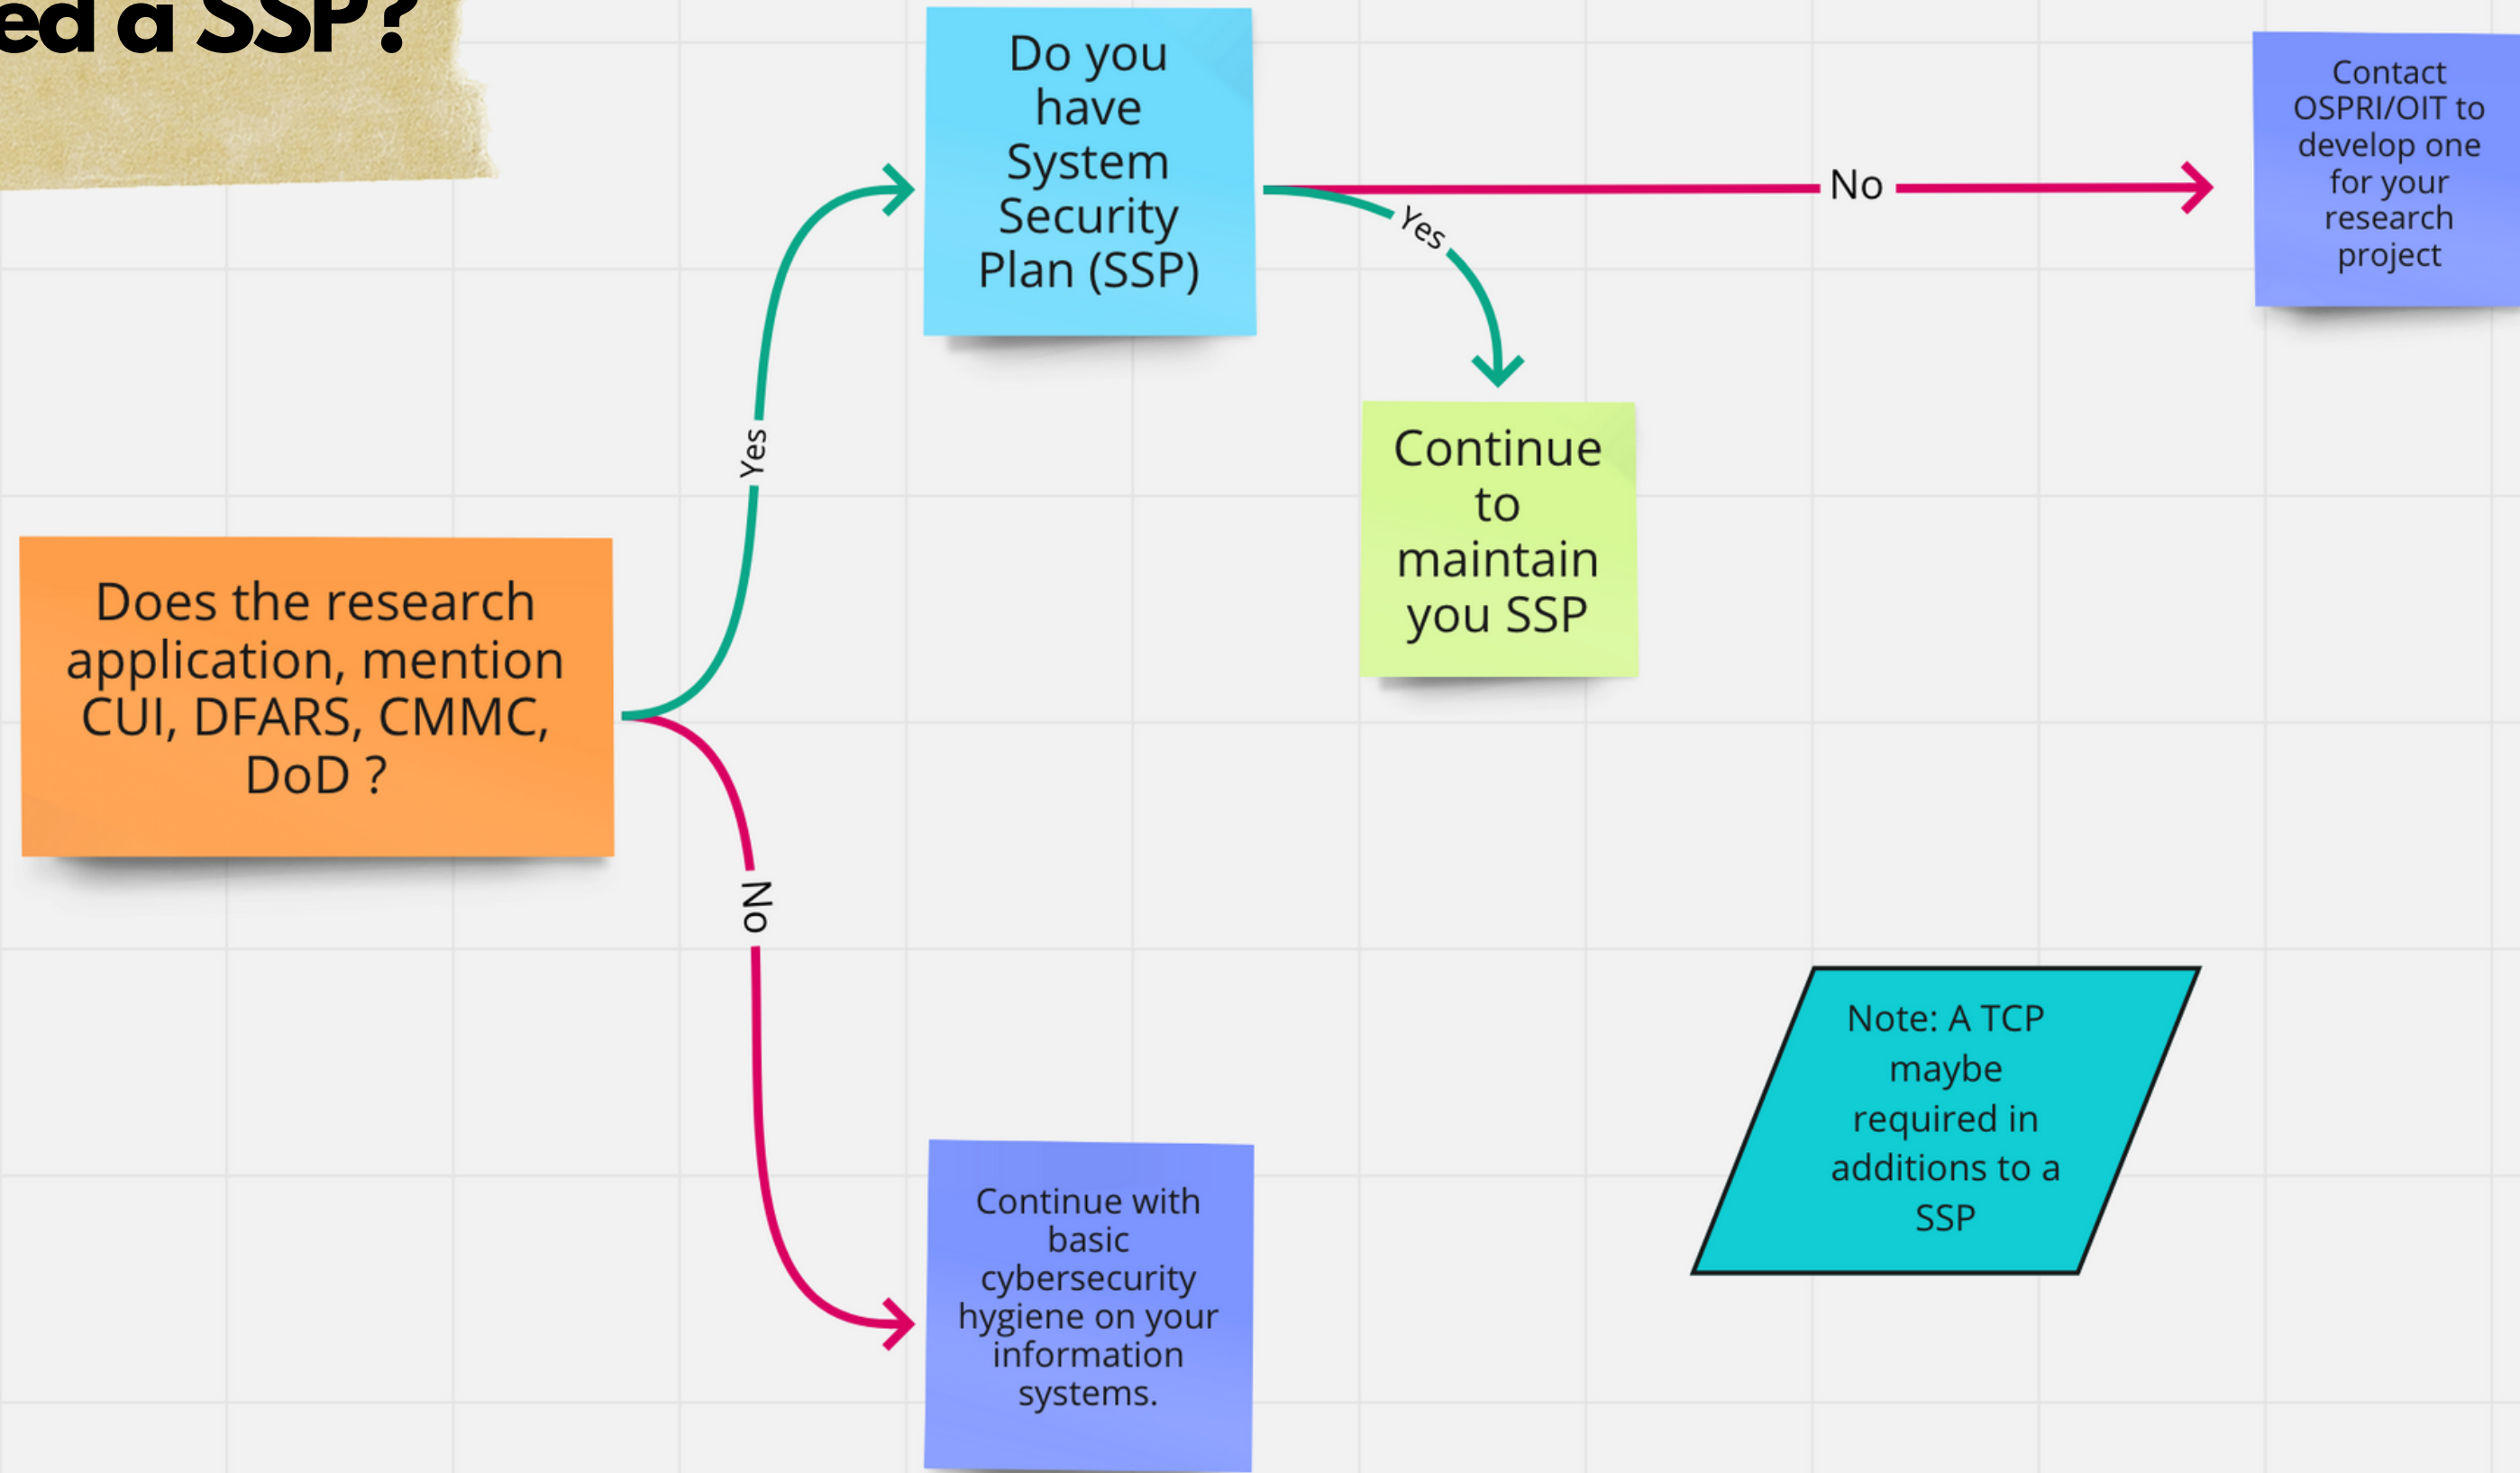 ed a SSP?
Do you
have
System
Security
Plan (SSP)
No
Contact
OSPRI/OIT to
develop one
for your
research
project
Yes
Yes
Continue
to
maintain
you SSP
Does the research
application, mention
CUI, DFARS, CMMC,
DoD ?
No
Note: A TCP
maybe
required in
additions to a
SSP
Continue with
basic
cybersecurity
hygiene on your
information
systems.